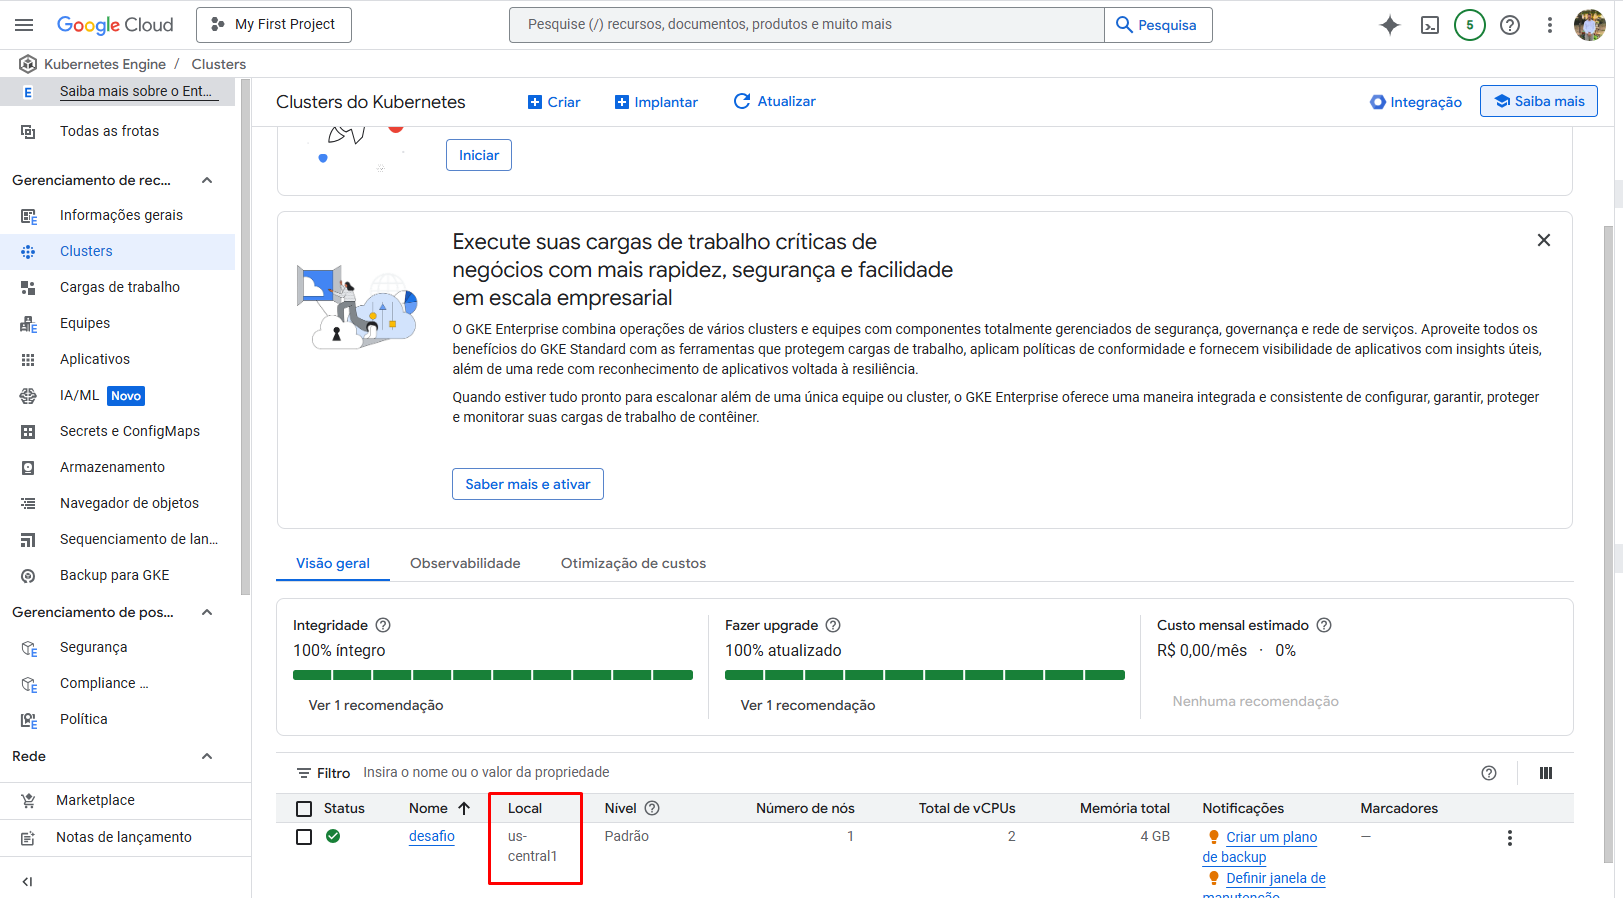 Google Cloud
My First Project
Pesquise (/) recursos, documentos, produtos e muito mais
Pesquisa
5
Kubernetes Engine / Clusters
E Saiba mais sobre o Ent...
Todas as frotas
Gerenciamento de rec...
Informações gerais
Clusters
Cargas de trabalho
Equipes
Aplicativos
IA/ML Novo
Secrets e ConfigMaps
Armazenamento
Navegador de objetos
Sequenciamento de lan...
Backup para GKE
Gerenciamento de pos...
Segurança
Compliance ...
Política
Rede
Marketplace
Notas de lançamento
Clusters do Kubernetes
Criar
Implantar
Atualizar
Integração
Saiba mais
Iniciar
Execute suas cargas de trabalho críticas de
negócios com mais rapidez, segurança e facilidade
em escala empresarial
O GKE Enterprise combina operações de vários clusters e equipes com componentes totalmente gerenciados de segurança, governança e rede de serviços. Aproveite todos os
benefícios do GKE Standard com as ferramentas que protegem cargas de trabalho, aplicam políticas de conformidade e fornecem visibilidade de aplicativos com insights úteis,
além de uma rede com reconhecimento de aplicativos voltada à resiliência.
Quando estiver tudo pronto para escalonar além de uma única equipe ou cluster, o GKE Enterprise oferece uma maneira integrada e consistente de configurar, garantir, proteger
e monitorar suas cargas de trabalho de contêiner.
Saber mais e ativar
Visão geral
Observabilidade
Otimização de custos
Integridade
100% íntegro
Ver 1 recomendação
Fazer upgrade
100% atualizado
Ver 1 recomendação
Custo mensal estimado
R$ 0,00/mês · 0%
Nenhuma recomendação
Filtro Insira o nome ou o valor da propriedade
Status Nome Local Nível Número de nós Total de vCPUs Memória total Notificações Marcadores
desafio us- Padrão 1 2 4 GB Criar um plano —
central1 de backup
Definir janela de
manutenção